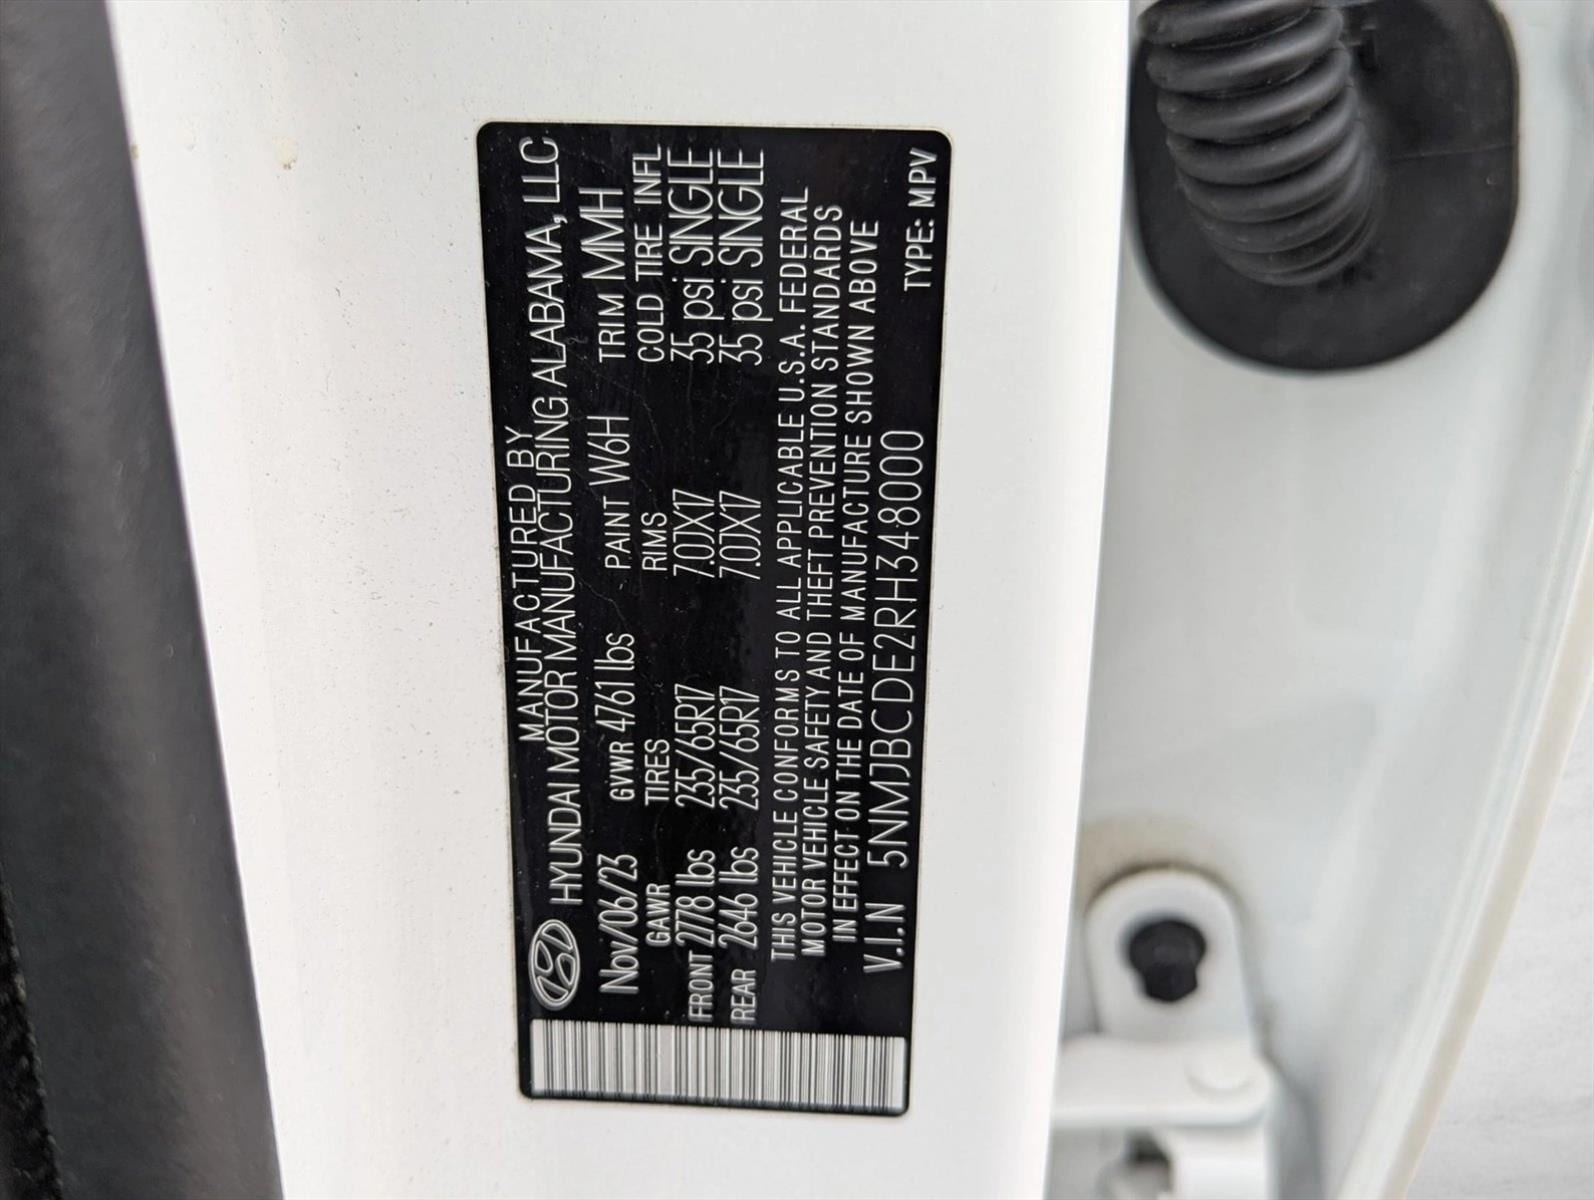 MANUFACTURED BY
HYUNDAI MOTOR MANUFACTURING ALABAMA, LLC
Nov/06/23 GVWR 4761 lbs PAINT W6H TRIM MMH
GAWR TIRES RIMS COLD TIRE INFL
FRONT 2778 lbs 235/65R17 7.0JX17 35 psi SINGLE
REAR 2646 lbs 235/65R17 7.0JX17 35 psi SINGLE
THIS VEHICLE CONFORMS TO ALL APPLICABLE U.S.A. FEDERAL
MOTOR VEHICLE SAFETY AND THEFT PREVENTION STANDARDS
IN EFFECT ON THE DATE OF MANUFACTURE SHOWN ABOVE
V.I.N 5NMJBCDE2RH348000 TYPE: MPV